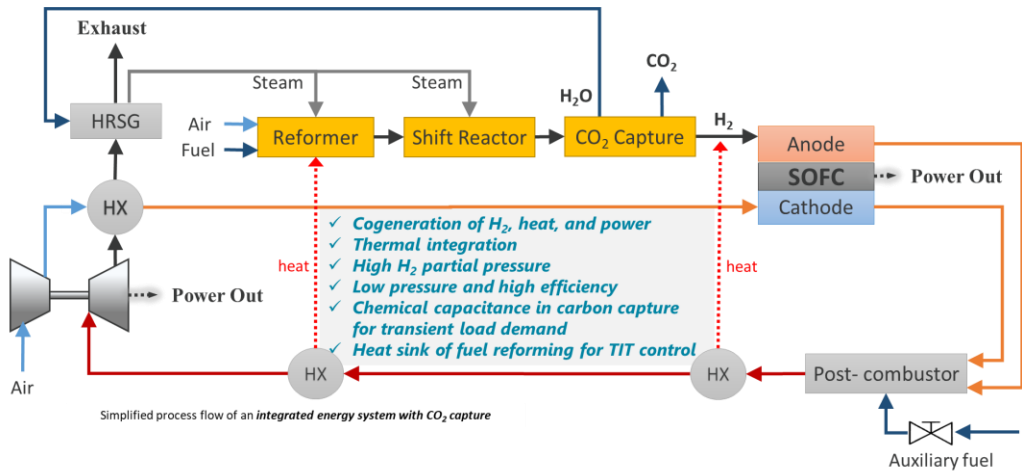 Exhaust
CO₂
Steam
Steam
H₂O
HRSG
Air
Fuel
Reformer
Shift Reactor
CO₂ Capture
H₂
Anode
SOFC
Power Out
Cathode
HX
✓ Cogeneration of H₂, heat, and power
✓ Thermal integration
✓ High H₂ partial pressure
✓ Low pressure and high efficiency
✓ Chemical capacitance in carbon capture
for transient load demand
✓ Heat sink of fuel reforming for TIT control
heat
heat
Power Out
Air
HX
HX
Post- combustor
Simplified process flow of an integrated energy system with CO₂ capture
Auxiliary fuel